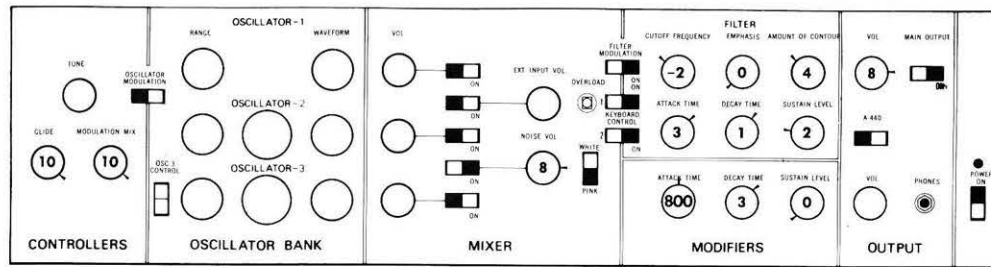 OSCILLATOR-1
RANGE
WAVEFORM
TUNE
OSCILLATOR
MODULATION
ON
OSCILLATOR-2
GLIDE
MODULATION MIX
10
10
OSC 3
CONTROL
OSCILLATOR-3
CONTROLLERS
OSCILLATOR BANK
VOL
ON
EXT INPUT VOL
OVERLOAD
ON
ON
NOISE VOL
8
ON
ON
WHITE
PINK
MIXER
FILTER
FILTER
MODULATION
ON
ON
1
KEYBOARD
CONTROL
2
ON
CUTOFF FREQUENCY
EMPHASIS
AMOUNT OF CONTOUR
-2
0
4
ATTACK TIME
DECAY TIME
SUSTAIN LEVEL
3
1
2
ATTACK TIME
DECAY TIME
SUSTAIN LEVEL
800
3
0
MODIFIERS
VOL
MAIN OUTPUT
8
ON
A-440
VOL
PHONES
OUTPUT
POWER
ON